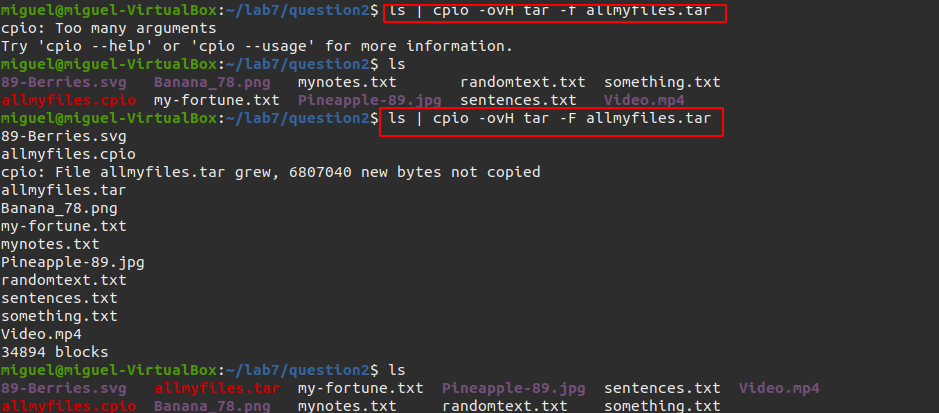 miguel@miguel-VirtualBox:~/lab7/question2$ ls | cpio -ovH tar -f allmyfiles.tar
cpio: Too many arguments
Try 'cpio --help' or 'cpio --usage' for more information.
miguel@miguel-VirtualBox:~/lab7/question2$ ls
89-Berries.svg Banana_78.png mynotes.txt randomtext.txt something.txt
allmyfiles.cpio my-fortune.txt Pineapple-89.jpg sentences.txt Video.mp4
miguel@miguel-VirtualBox:~/lab7/question2$ ls | cpio -ovH tar -F allmyfiles.tar
89-Berries.svg
allmyfiles.cpio
cpio: File allmyfiles.tar grew, 6807040 new bytes not copied
allmyfiles.tar
Banana_78.png
my-fortune.txt
mynotes.txt
Pineapple-89.jpg
randomtext.txt
sentences.txt
something.txt
Video.mp4
34894 blocks
miguel@miguel-VirtualBox:~/lab7/question2$ ls
89-Berries.svg allmyfiles.tar my-fortune.txt Pineapple-89.jpg sentences.txt Video.mp4
allmyfiles.cpio Banana_78.png mynotes.txt randomtext.txt something.txt